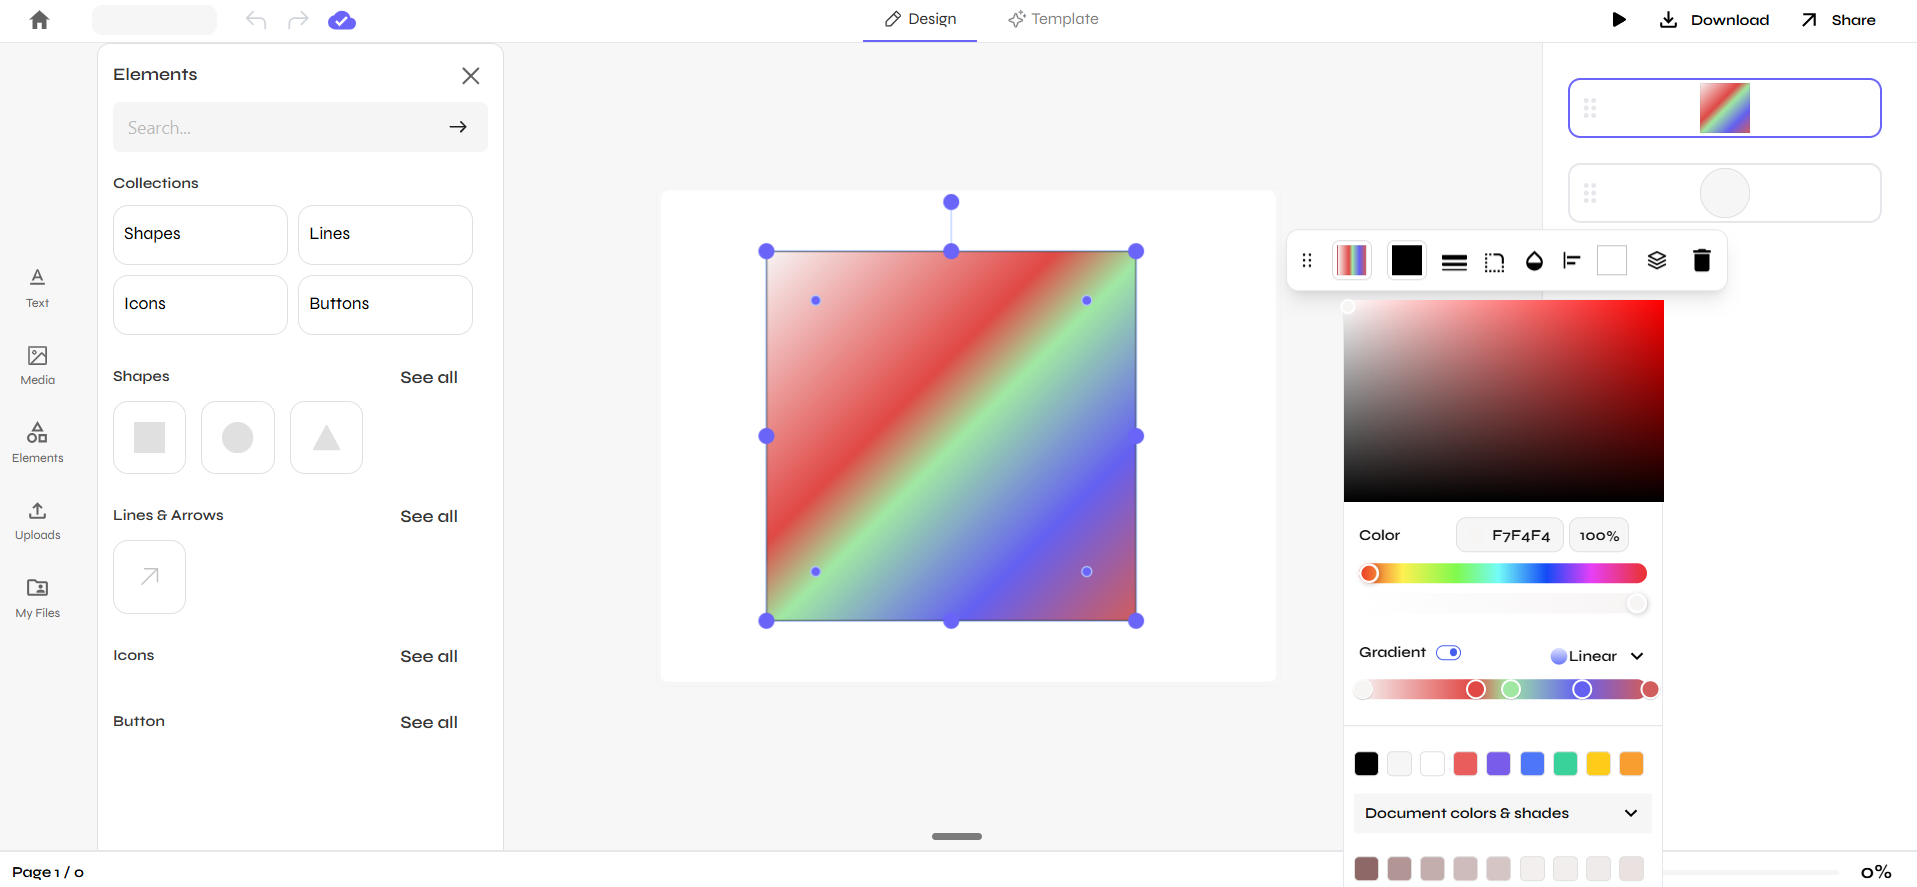 Design
Template
Download
Share
Elements
Search...
Collections
Shapes
Lines
Icons
Buttons
Shapes
See all
Lines & Arrows
See all
Icons
See all
Button
See all
Text
Media
Elements
Uploads
My Files
Color
F7F4F4
100%
Gradient
Linear
Document colors & shades
Page 1 / 0
0%